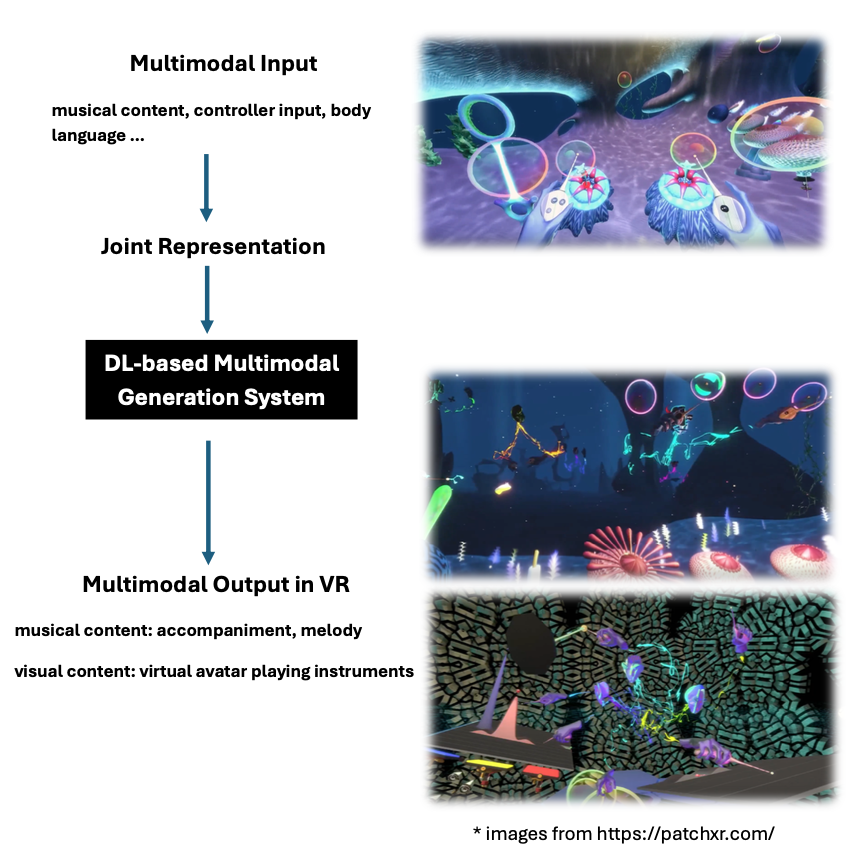 Multimodal Input
musical content, controller input, body
language ...
Joint Representation
DL-based Multimodal
Generation System
Multimodal Output in VR
musical content: accompaniment, melody
visual content: virtual avatar playing instruments
* images from https://patchxr.com/